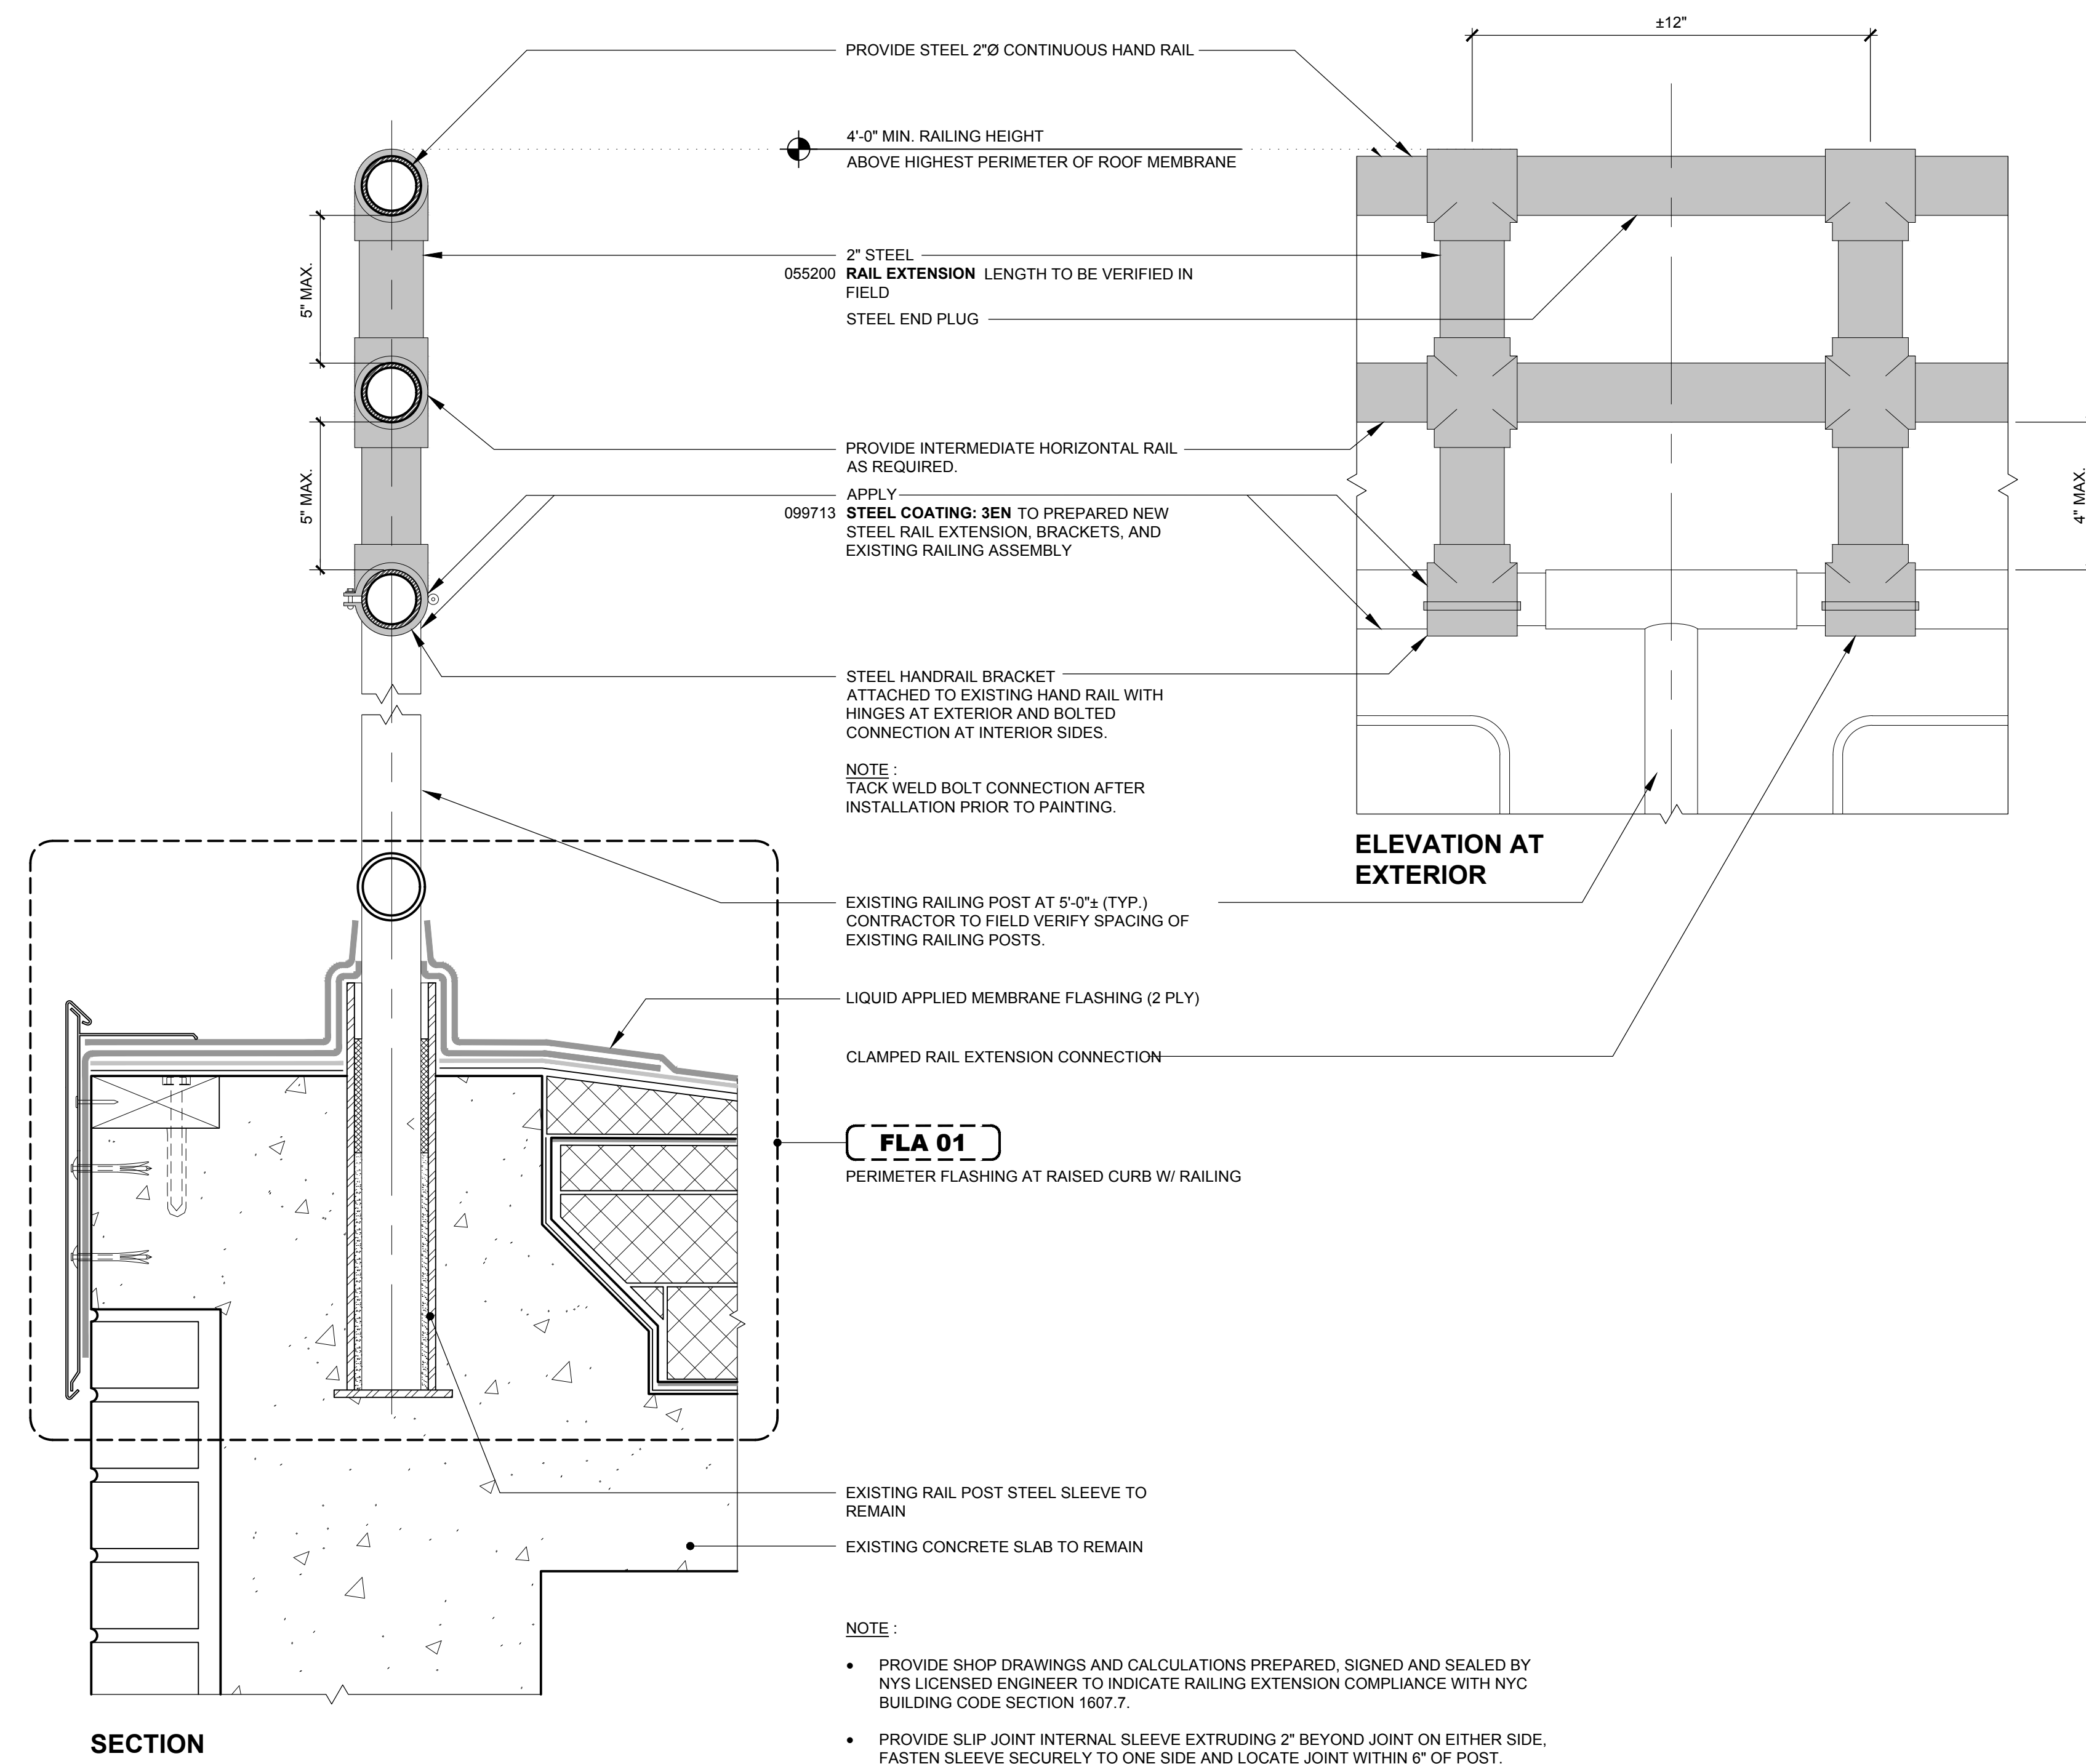 ±12"
PROVIDE STEEL 2"Ø CONTINUOUS HAND RAIL
4'-0" MIN. RAILING HEIGHT
ABOVE HIGHEST PERIMETER OF ROOF MEMBRANE
5" MAX.
2" STEEL
055200 RAIL EXTENSION LENGTH TO BE VERIFIED IN
FIELD
STEEL END PLUG
PROVIDE INTERMEDIATE HORIZONTAL RAIL
AS REQUIRED.
5" MAX.
4" MAX.
APPLY
099713 STEEL COATING: 3EN TO PREPARED NEW
STEEL RAIL EXTENSION, BRACKETS, AND
EXISTING RAILING ASSEMBLY
STEEL HANDRAIL BRACKET
ATTACHED TO EXISTING HAND RAIL WITH
HINGES AT EXTERIOR AND BOLTED
CONNECTION AT INTERIOR SIDES.
NOTE :
TACK WELD BOLT CONNECTION AFTER
INSTALLATION PRIOR TO PAINTING.
ELEVATION AT
EXTERIOR
EXISTING RAILING POST AT 5'-0"± (TYP.)
CONTRACTOR TO FIELD VERIFY SPACING OF
EXISTING RAILING POSTS.
LIQUID APPLIED MEMBRANE FLASHING (2 PLY)
CLAMPED RAIL EXTENSION CONNECTION
FLA 01
PERIMETER FLASHING AT RAISED CURB W/ RAILING
EXISTING RAIL POST STEEL SLEEVE TO
REMAIN
EXISTING CONCRETE SLAB TO REMAIN
NOTE :
• PROVIDE SHOP DRAWINGS AND CALCULATIONS PREPARED, SIGNED AND SEALED BY
NYS LICENSED ENGINEER TO INDICATE RAILING EXTENSION COMPLIANCE WITH NYC
BUILDING CODE SECTION 1607.7.
• PROVIDE SLIP JOINT INTERNAL SLEEVE EXTRUDING 2" BEYOND JOINT ON EITHER SIDE,
FASTEN SLEEVE SECURELY TO ONE SIDE AND LOCATE JOINT WITHIN 6" OF POST.
SECTION